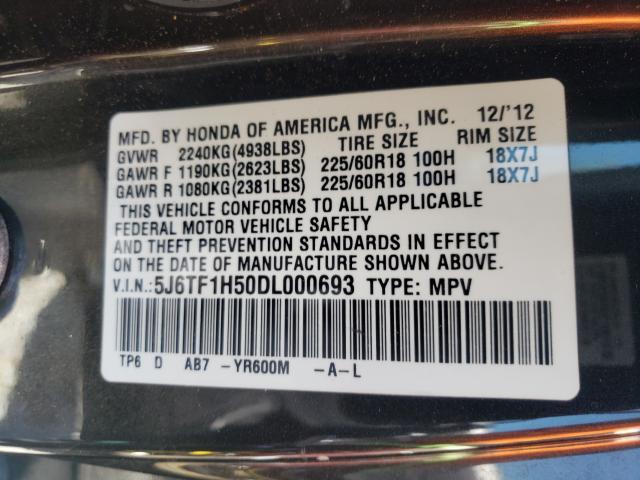 MFD. BY HONDA OF AMERICA MFG., INC. 12/'12
GVWR 2240KG(4938LBS) TIRE SIZE RIM SIZE
GAWR F 1190KG(2623LBS) 225/60R18 100H 18X7J
GAWR R 1080KG(2381LBS) 225/60R18 100H 18X7J
THIS VEHICLE CONFORMS TO ALL APPLICABLE
FEDERAL MOTOR VEHICLE SAFETY
AND THEFT PREVENTION STANDARDS IN EFFECT
ON THE DATE OF MANUFACTURE SHOWN ABOVE.
V.I.N.: 5J6TF1H50DL000693 TYPE: MPV
TP6 D AB7 -YR600M -A-L